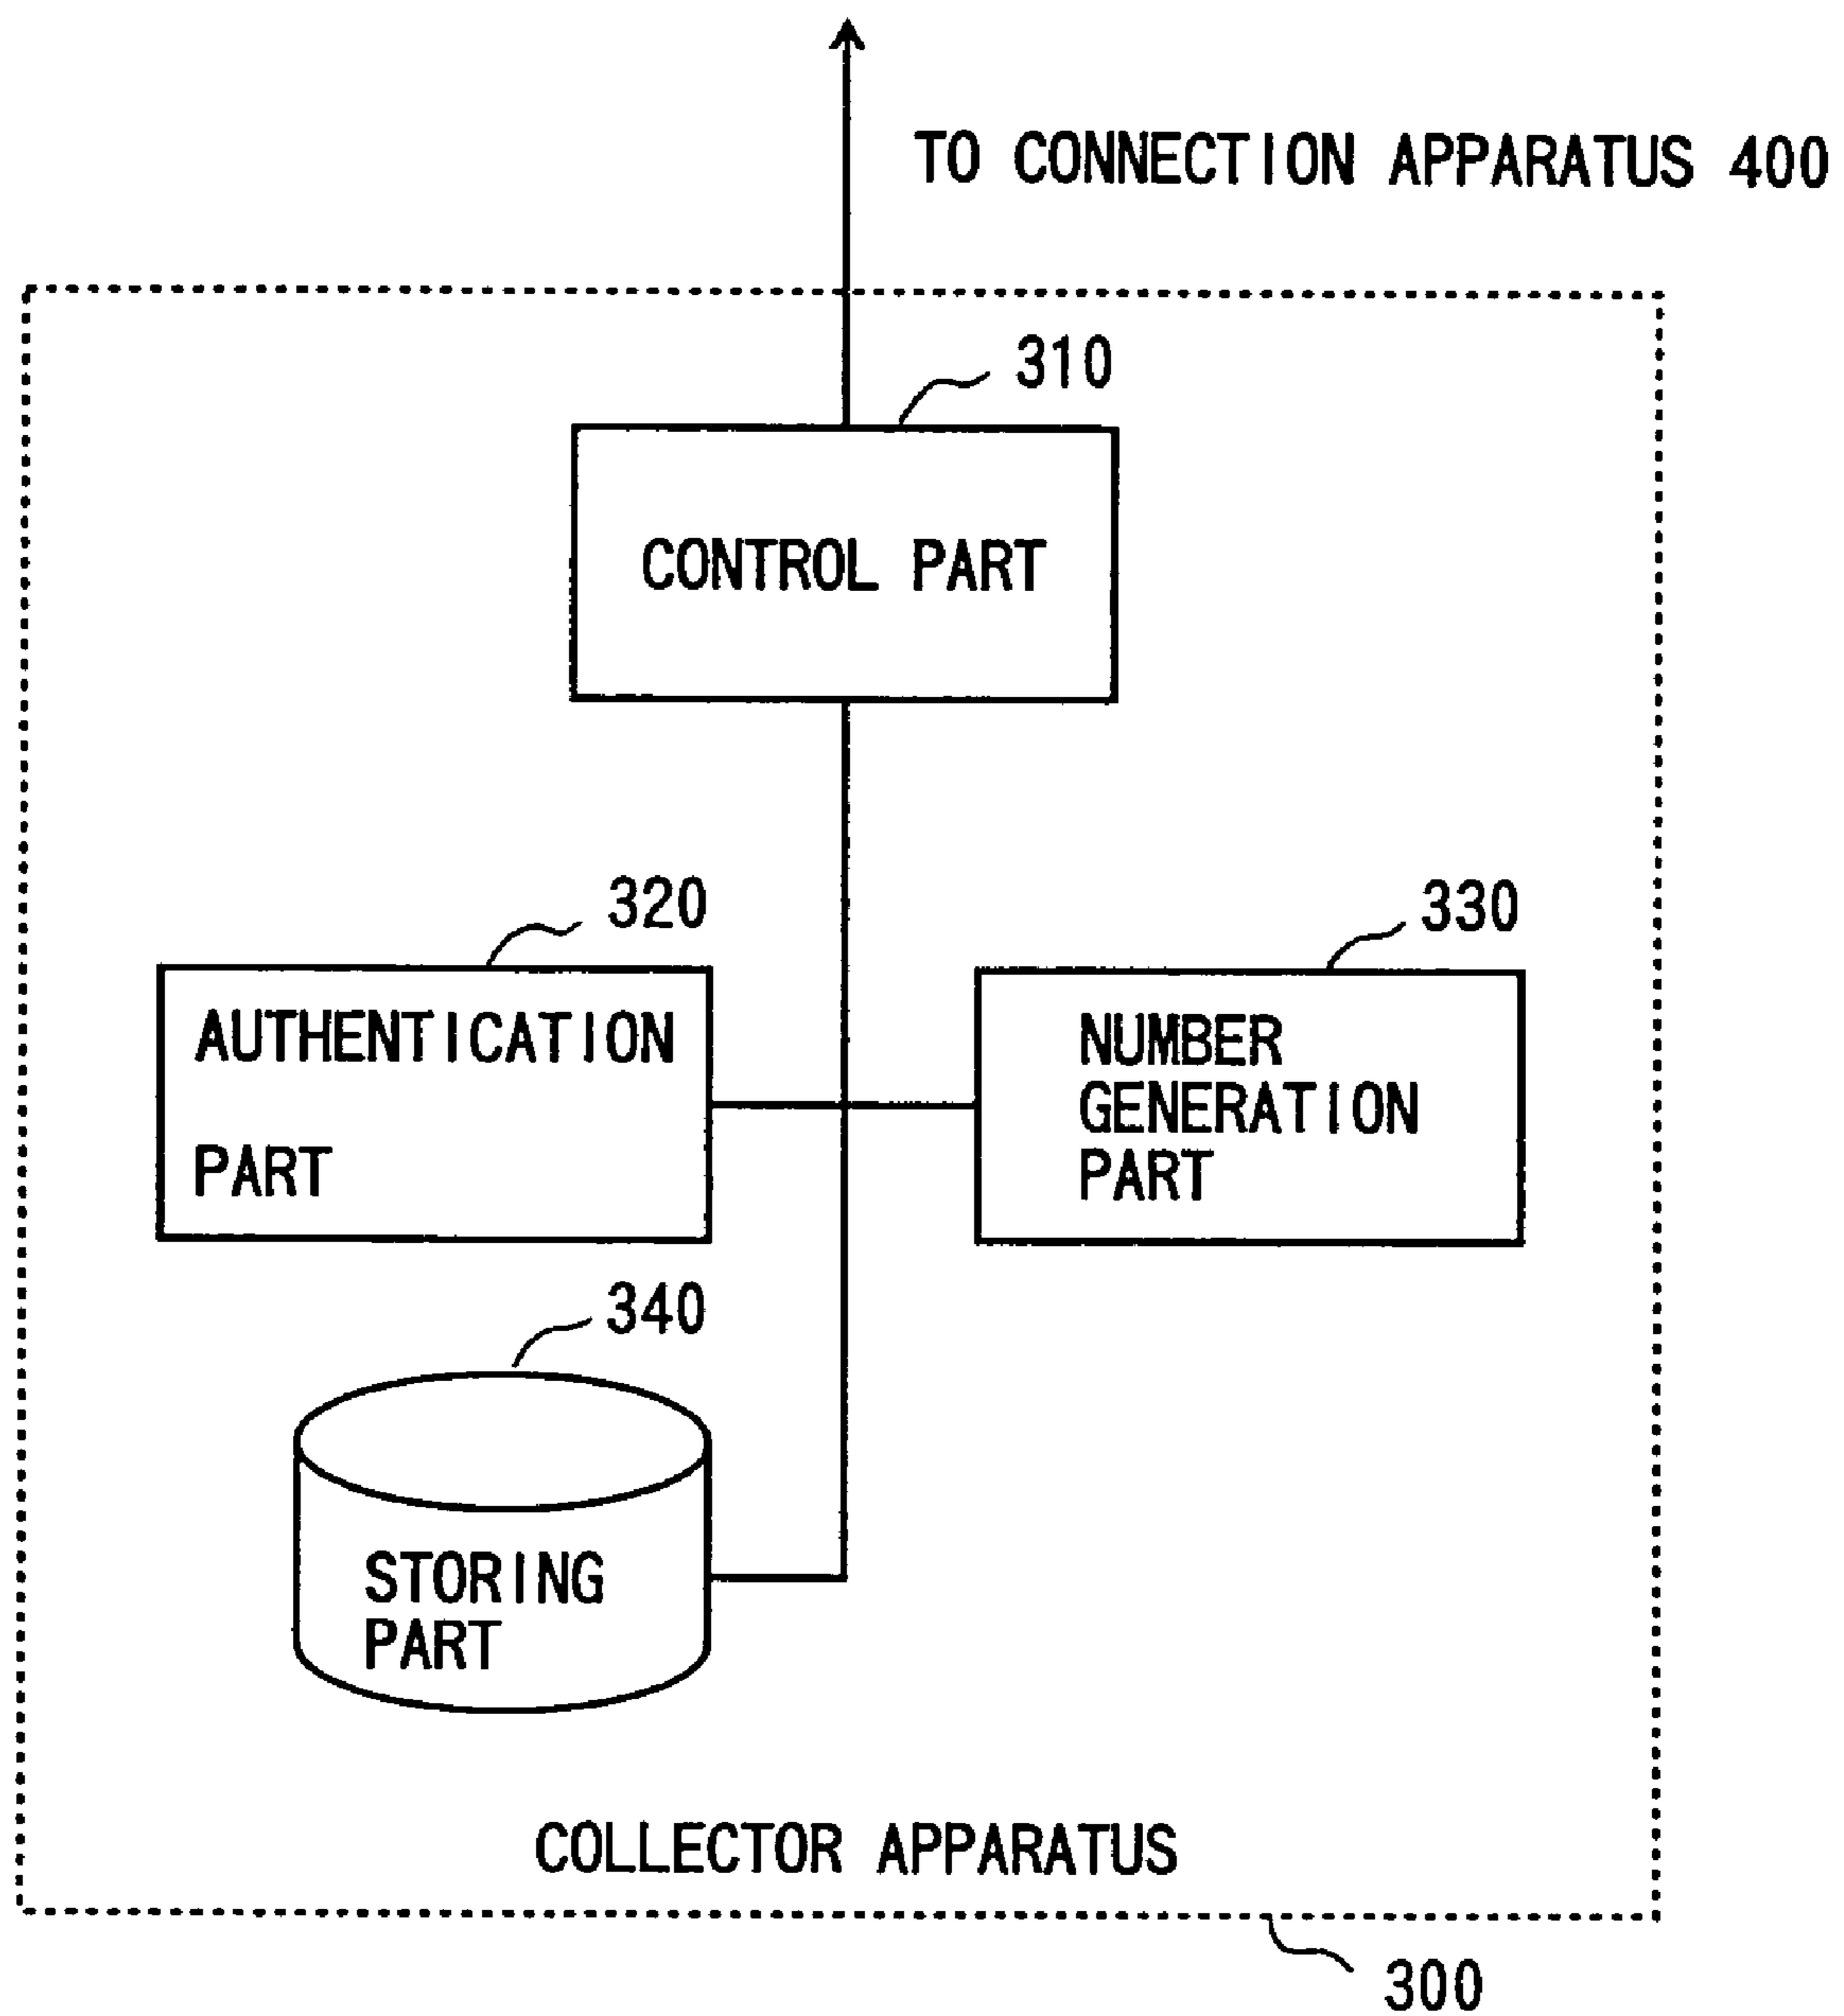 TO CONNECTION APPARATUS 400
310
CONTROL PART
320
330
AUTHENTICATION
PART
NUMBER
GENERATION
PART
340
STORING
PART
COLLECTOR APPARATUS
300